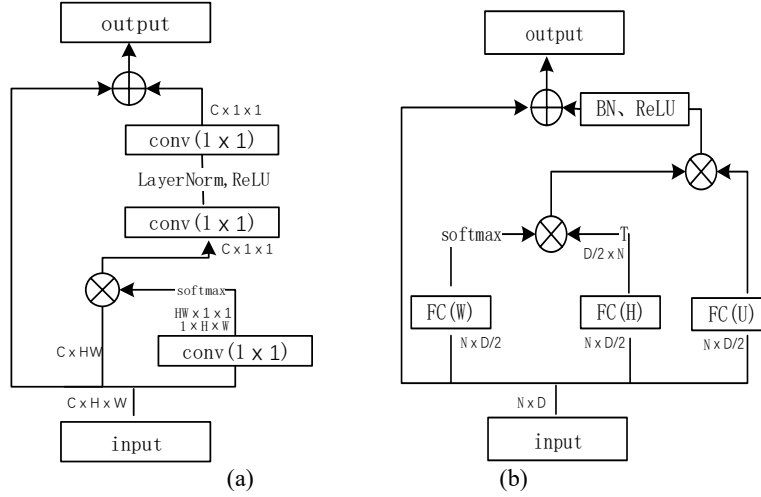 output
C x 1 x 1
conv(1 x 1)
LayerNorm,ReLU
conv(1 x 1)
C x 1 x 1
softmax
HW x 1 x 1
1 x H x W
conv(1 x 1)
C x HW
C x H x W
input
(a)
output
BN、ReLU
softmax
T
D/2 x N
FC(W)
FC(H)
FC(U)
N x D/2
N x D/2
N x D/2
N x D
input
(b)